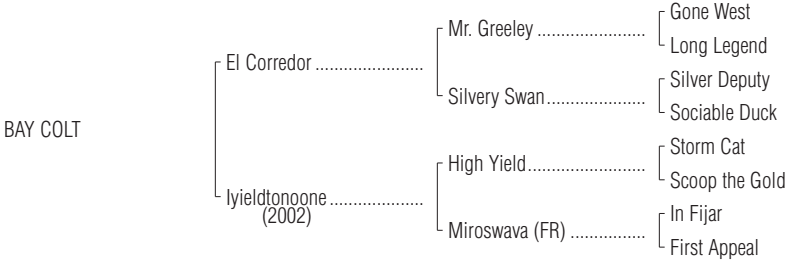 Gone West
Mr. Greeley .......................
Long Legend
El Corredor .......................
Silver Deputy
Silvery Swan.....................
Sociable Duck
BAY COLT
Storm Cat
High Yield.........................
Scoop the Gold
Iyieldtonoone ....................
(2002)
In Fijar
Miroswava (FR) ................
First Appeal